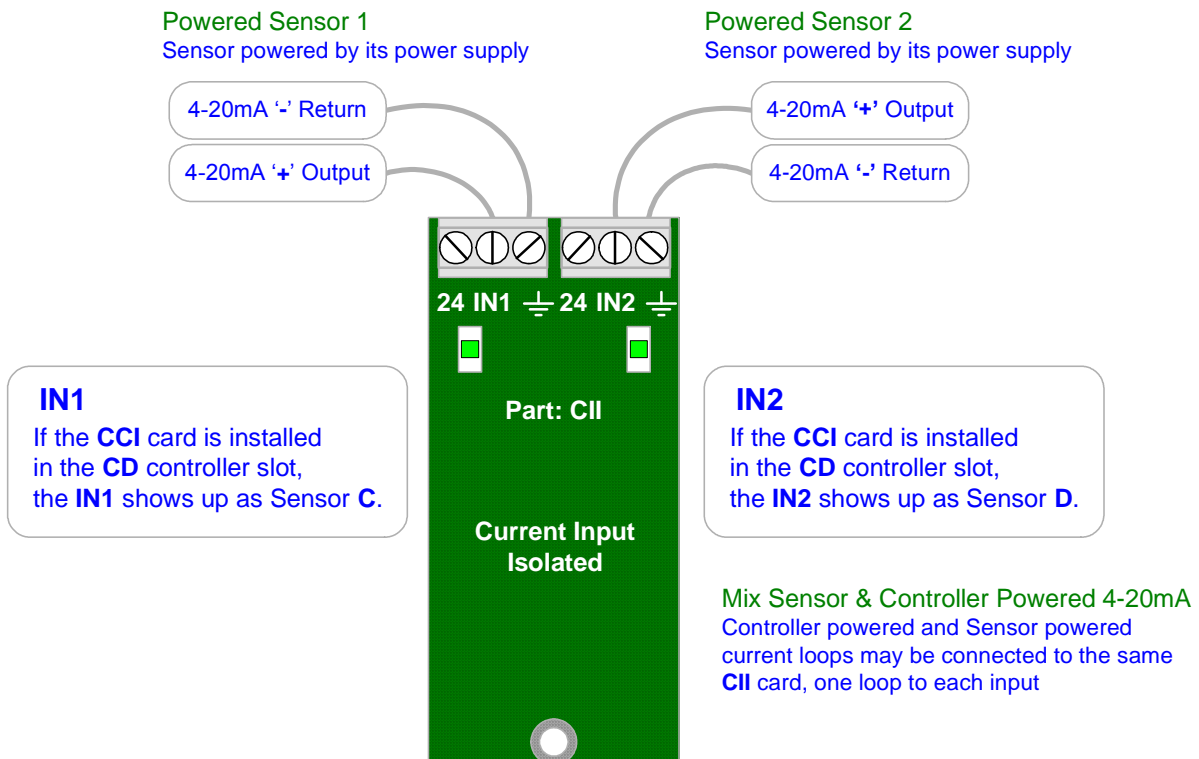 Powered Sensor 1
Sensor powered by its power supply
Powered Sensor 2
Sensor powered by its power supply
4-20mA ‘-’ Return
4-20mA ‘+’ Output
4-20mA ‘+’ Output
4-20mA ‘-’ Return
24 IN1 ⏚ 24 IN2 ⏚
IN1
If the CCI card is installed
in the CD controller slot,
the IN1 shows up as Sensor C.
Part: CII
Current Input
Isolated
IN2
If the CCI card is installed
in the CD controller slot,
the IN2 shows up as Sensor D.
Mix Sensor & Controller Powered 4-20mA
Controller powered and Sensor powered
current loops may be connected to the same
CII card, one loop to each input